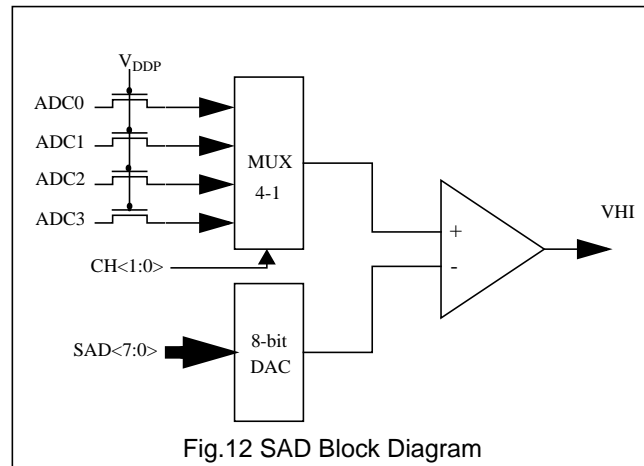 VDDP
ADC0
ADC1
ADC2
ADC3
MUX
4-1
CH<1:0>
+
-
VHI
SAD<7:0>
8-bit
DAC
Fig.12 SAD Block Diagram